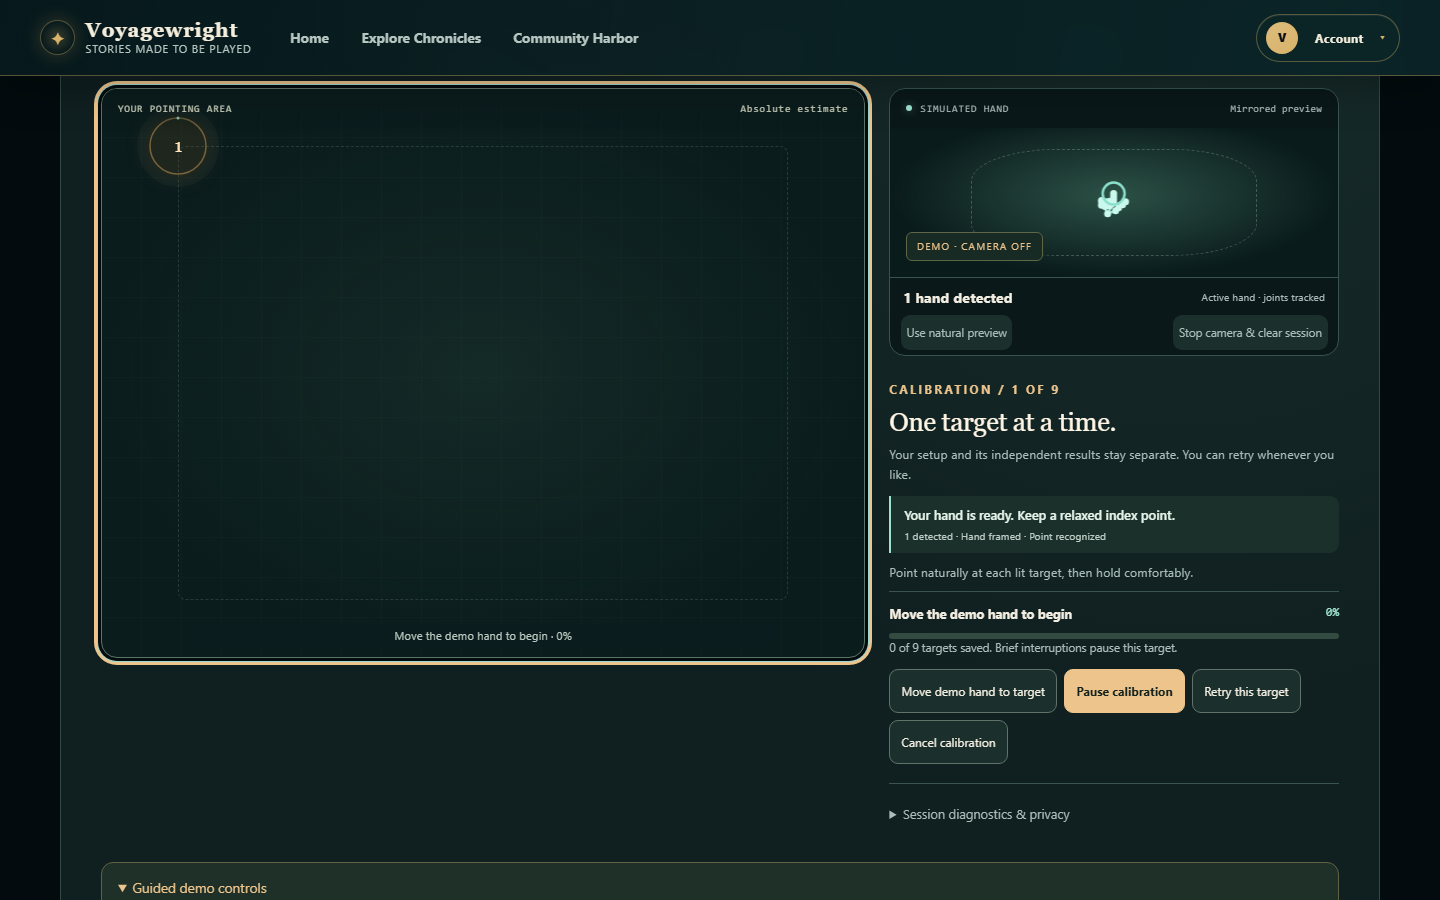 Voyagewright
STORIES MADE TO BE PLAYED
Home
Explore Chronicles
Community Harbor
V
Account
YOUR POINTING AREA
Absolute estimate
1
Move the demo hand to begin · 0%
SIMULATED HAND
Mirrored preview
DEMO · CAMERA OFF
1 hand detected
Active hand · joints tracked
Use natural preview
Stop camera & clear session
CALIBRATION / 1 OF 9
One target at a time.
Your setup and its independent results stay separate. You can retry whenever you
like.
Your hand is ready. Keep a relaxed index point.
1 detected · Hand framed · Point recognized
Point naturally at each lit target, then hold comfortably.
Move the demo hand to begin
0%
0 of 9 targets saved. Brief interruptions pause this target.
Move demo hand to target
Pause calibration
Retry this target
Cancel calibration
Session diagnostics & privacy
Guided demo controls